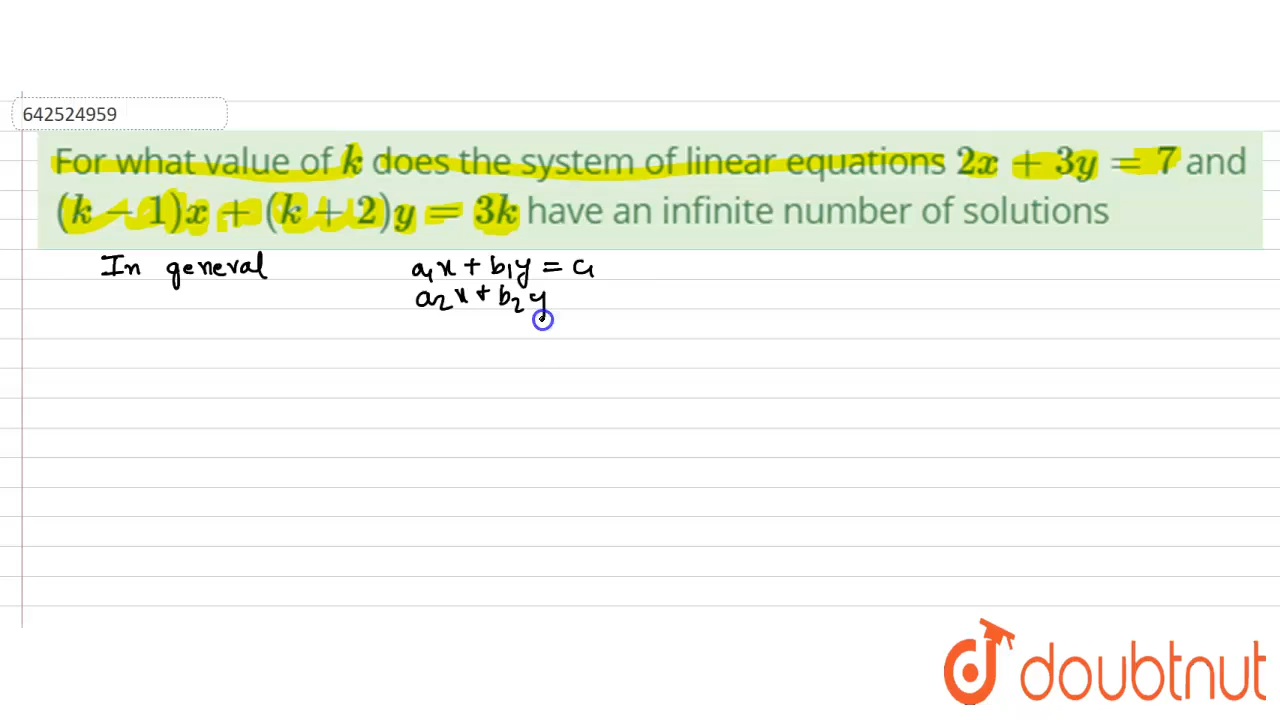 642524959
For what value of k does the system of linear equations 2x + 3y = 7 and
(k − 1)x + (k + 2)y = 3k have an infinite number of solutions
In general a₁x + b₁y = c₁
a₂x + b₂y
doubtnut